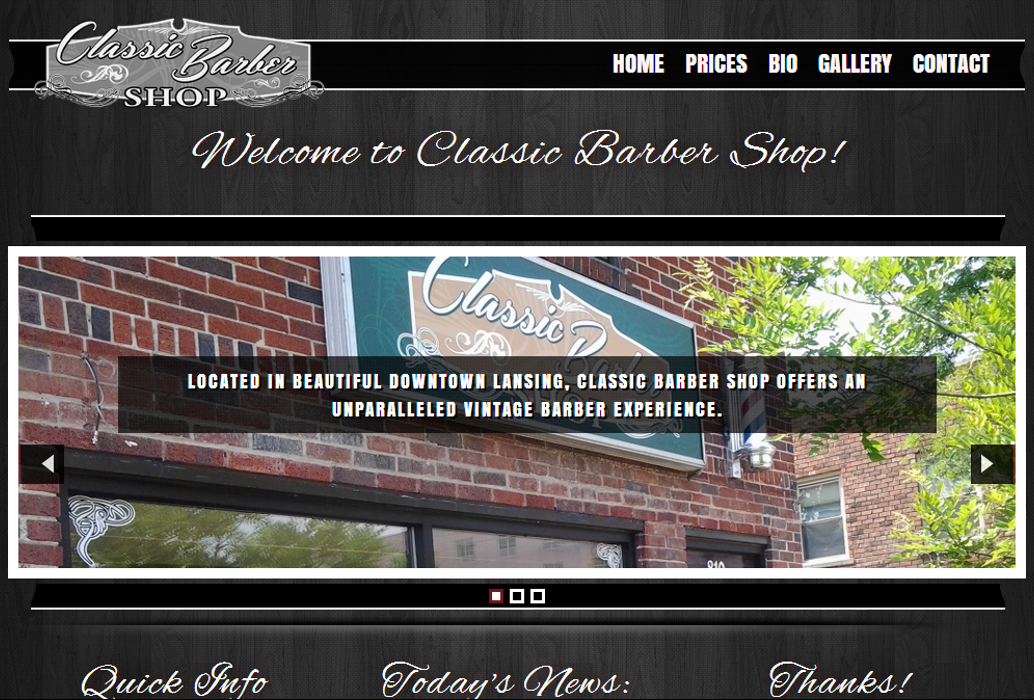 Classic Barber
SHOP
HOME PRICES BIO GALLERY CONTACT
Welcome to Classic Barber Shop!
Classic Barber
LOCATED IN BEAUTIFUL DOWNTOWN LANSING, CLASSIC BARBER SHOP OFFERS AN
UNPARALLELED VINTAGE BARBER EXPERIENCE.
810
Quick Info Today's News: Thanks!